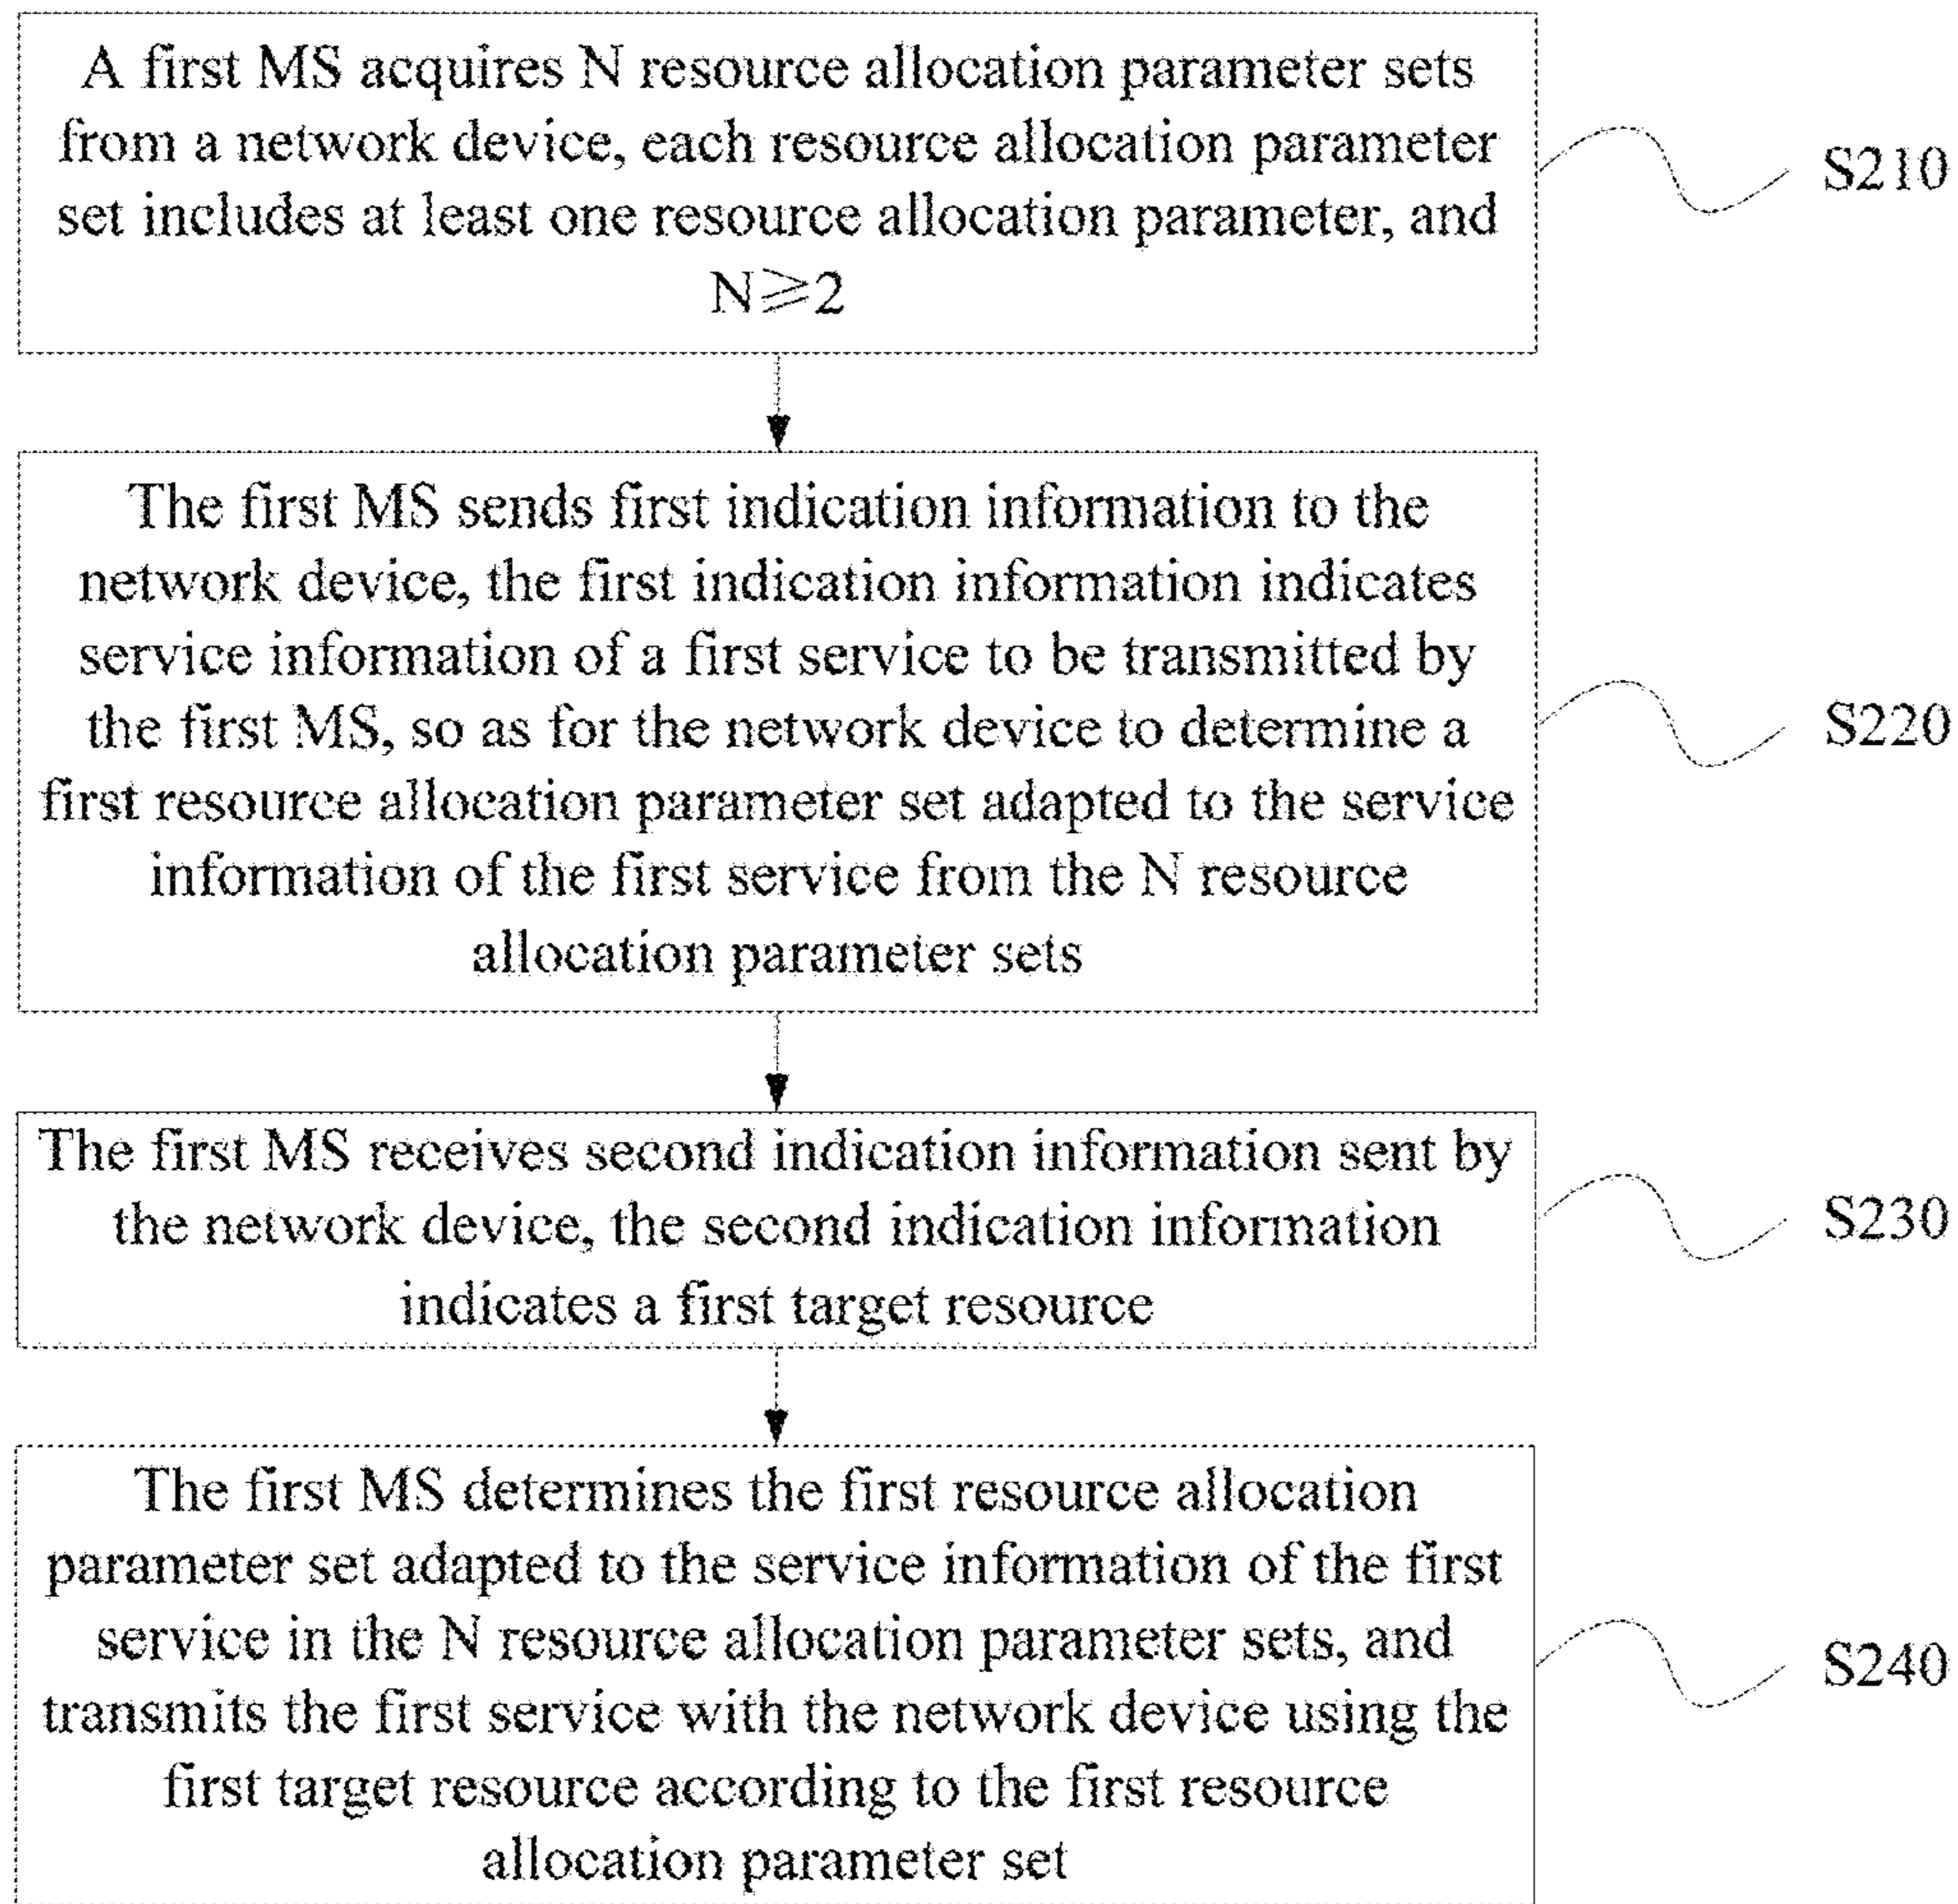 A first MS acquires N resource allocation parameter sets
from a network device, each resource allocation parameter
set includes at least one resource allocation parameter, and
N⩾2
S210
The first MS sends first indication information to the
network device, the first indication information indicates
service information of a first service to be transmitted by
the first MS, so as for the network device to determine a
first resource allocation parameter set adapted to the service
information of the first service from the N resource
allocation parameter sets
S220
The first MS receives second indication information sent by
the network device, the second indication information
indicates a first target resource
S230
The first MS determines the first resource allocation
parameter set adapted to the service information of the first
service in the N resource allocation parameter sets, and
transmits the first service with the network device using the
first target resource according to the first resource
allocation parameter set
S240